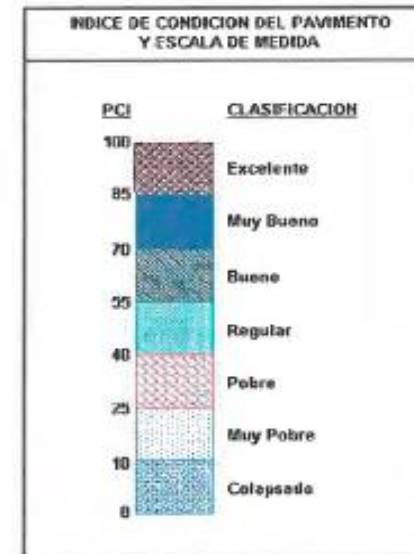 INDICE DE CONDICION DEL PAVIMENTO
Y ESCALA DE MEDIDA
PCI CLASIFICACION
100
Excelente
85
Muy Bueno
70
Bueno
55
Regular
40
Pobre
25
Muy Pobre
10
Colapsado
0